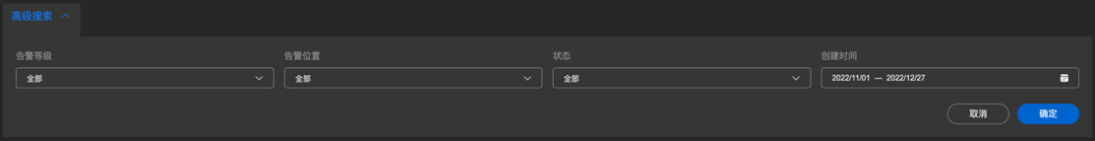 高级搜索
告警等级 告警位置 状态 创建时间
全部 全部 全部 2022/11/01 — 2022/12/27
取消 确定